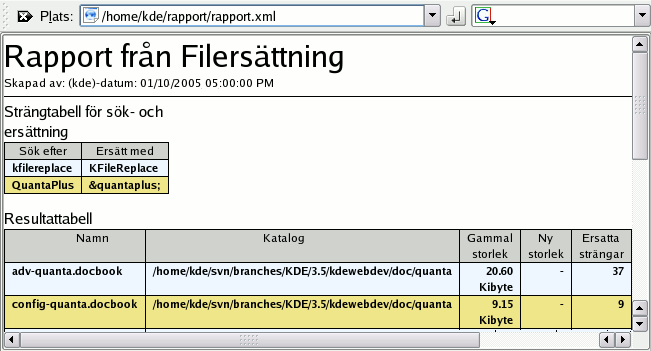 Plats: /home/kde/rapport/rapport.xml
Rapport från Filersättning
Skapad av: (kde)-datum: 01/10/2005 05:00:00 PM
Strängtabell för sök- och
ersättning
Sök efter Ersätt med
kfilereplace KFileReplace
QuantaPlus &quantaplus;
Resultattabell
Namn Katalog Gammal storlek Ny storlek Ersatta strängar
adv-quanta.docbook /home/kde/svn/branches/KDE/3.5/kdewebdev/doc/quanta 20.60 Kibyte - 37
config-quanta.docbook /home/kde/svn/branches/KDE/3.5/kdewebdev/doc/quanta 9.15 Kibyte - 9